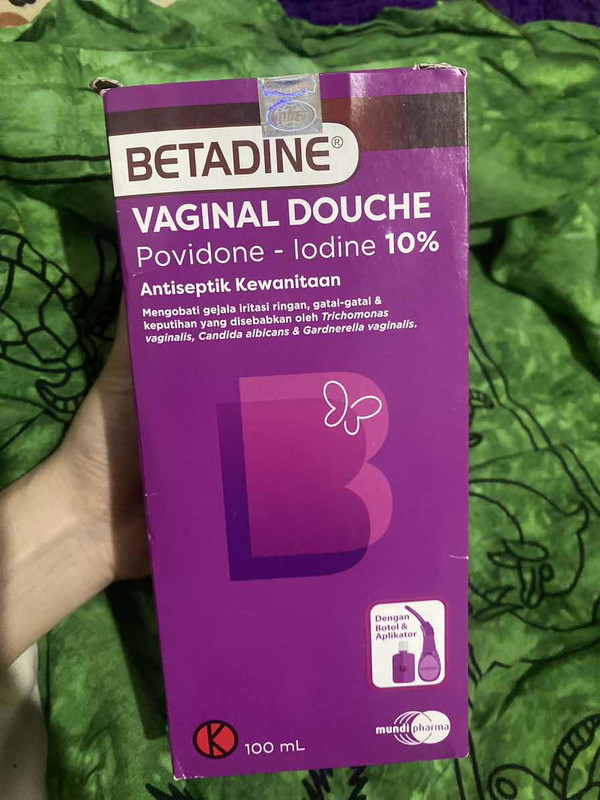 BETADINE®
VAGINAL DOUCHE
Povidone - Iodine 10%
Antiseptik Kewanitaan
Mengobati gejala iritasi ringan, gatal-gatal &
keputihan yang disebabkan oleh Trichomonas
vaginalis, Candida albicans & Gardnerella vaginalis.
B
Dengan
Botol &
Aplikator
K
100 mL
mundipharma